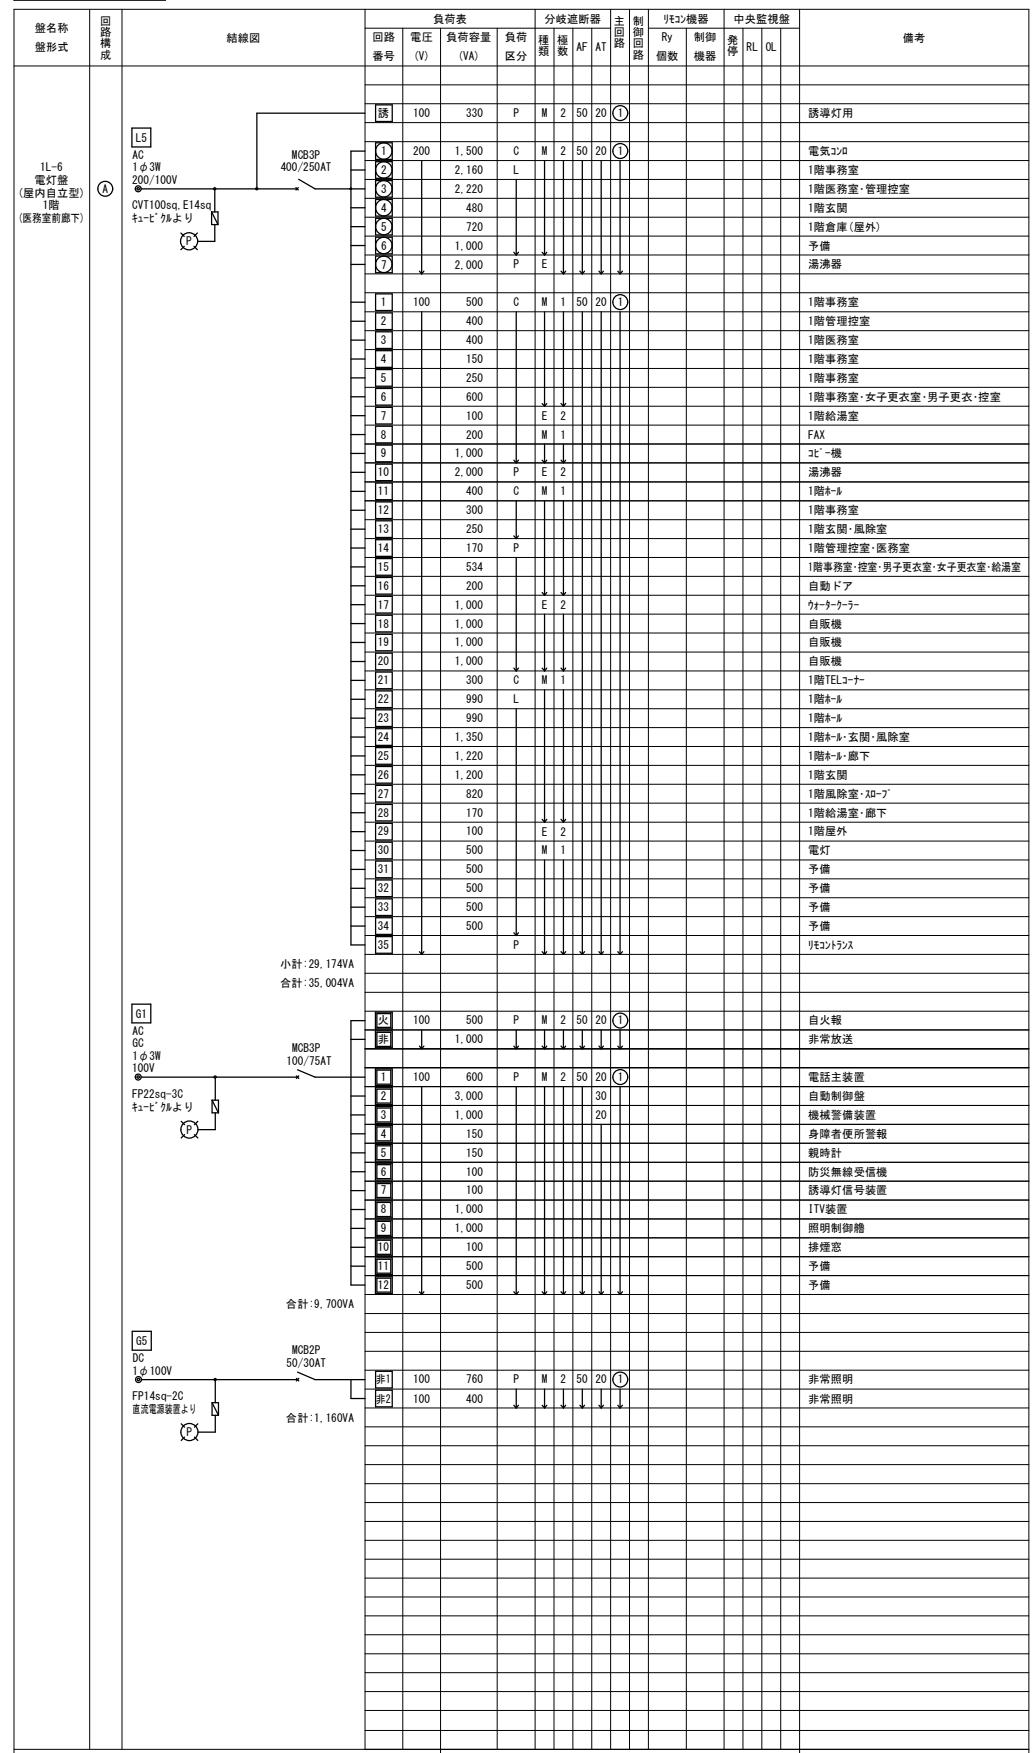 盤名称
盤形式
回路構成
結線図
負荷表
分岐遮断器
主回路
制御回路
ﾘﾓｺﾝ機器
中央監視盤
備考
回路番号 電圧(V) 負荷容量(VA) 負荷区分 種類 極数 AF AT Ry個数 制御機器 発停 RL OL
1L-6
電灯盤
(屋内自立型)
1階
(医務室前廊下)
A
誘 100 330 P M 2 50 20 1 誘導灯用
L5
AC
1φ3W
200/100V
CVT100sq,E14sq
ｷｭｰﾋﾞｸﾙより
P
MCB3P
400/250AT
1 200 1,500 C M 2 50 20 1 電気ｺﾝﾛ
2 2,160 L 1階事務室
3 2,220 1階医務室･管理控室
4 480 1階玄関
5 720 1階倉庫(屋外)
6 1,000 予備
7 2,000 P E 湯沸器
1 100 500 C M 1 50 20 1 1階事務室
2 400 1階管理控室
3 400 1階医務室
4 150 1階事務室
5 250 1階事務室
6 600 1階事務室･女子更衣室･男子更衣･控室
7 100 E 2 1階給湯室
8 200 M 1 FAX
9 1,000 ｺﾋﾟｰ機
10 2,000 P E 2 湯沸器
11 400 C M 1 1階ﾎｰﾙ
12 300 1階事務室
13 250 1階玄関･風除室
14 170 P 1階管理控室･医務室
15 534 1階事務室･控室･男子更衣室･女子更衣室･給湯室
16 200 自動ドア
17 1,000 E 2 ｳｫｰﾀｰｸｰﾗｰ
18 1,000 自販機
19 1,000 自販機
20 1,000 自販機
21 300 C M 1 1階TELｺｰﾅｰ
22 990 L 1階ﾎｰﾙ
23 990 1階ﾎｰﾙ
24 1,350 1階ﾎｰﾙ･玄関･風除室
25 1,220 1階ﾎｰﾙ･廊下
26 1,200 1階玄関
27 820 1階風除室･ｽﾛｰﾌﾟ
28 170 1階給湯室･廊下
29 100 E 2 1階屋外
30 500 M 1 電灯
31 500 予備
32 500 予備
33 500 予備
34 500 予備
35 P ﾘﾓｺﾝﾄﾗﾝｽ
小計:29,174VA
合計:35,004VA
G1
AC
GC
1φ3W
100V
FP22sq-3C
ｷｭｰﾋﾞｸﾙより
P
MCB3P
100/75AT
火 100 500 P M 2 50 20 1 自火報
非 1,000 非常放送
1 100 600 P M 2 50 20 1 電話主装置
2 3,000 30 自動制御盤
3 1,000 20 機械警備装置
4 150 身障者便所警報
5 150 親時計
6 100 防災無線受信機
7 100 誘導灯信号装置
8 1,000 ITV装置
9 1,000 照明制御
10 100 排煙窓
11 500 予備
12 500 予備
合計:9,700VA
G5
DC
1φ100V
FP14sq-2C
直流電源装置より
P
MCB2P
50/30AT
非1 100 760 P M 2 50 20 1 非常照明
非2 100 400 非常照明
合計:1,160VA